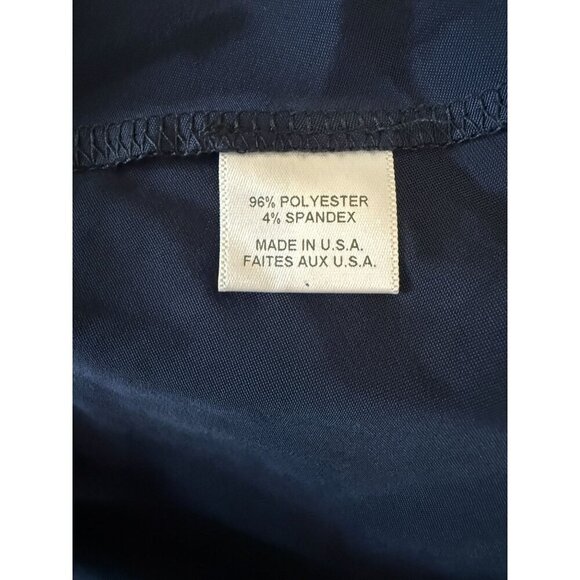 96% POLYESTER
4% SPANDEX
MADE IN U.S.A.
FAITES AUX U.S.A.